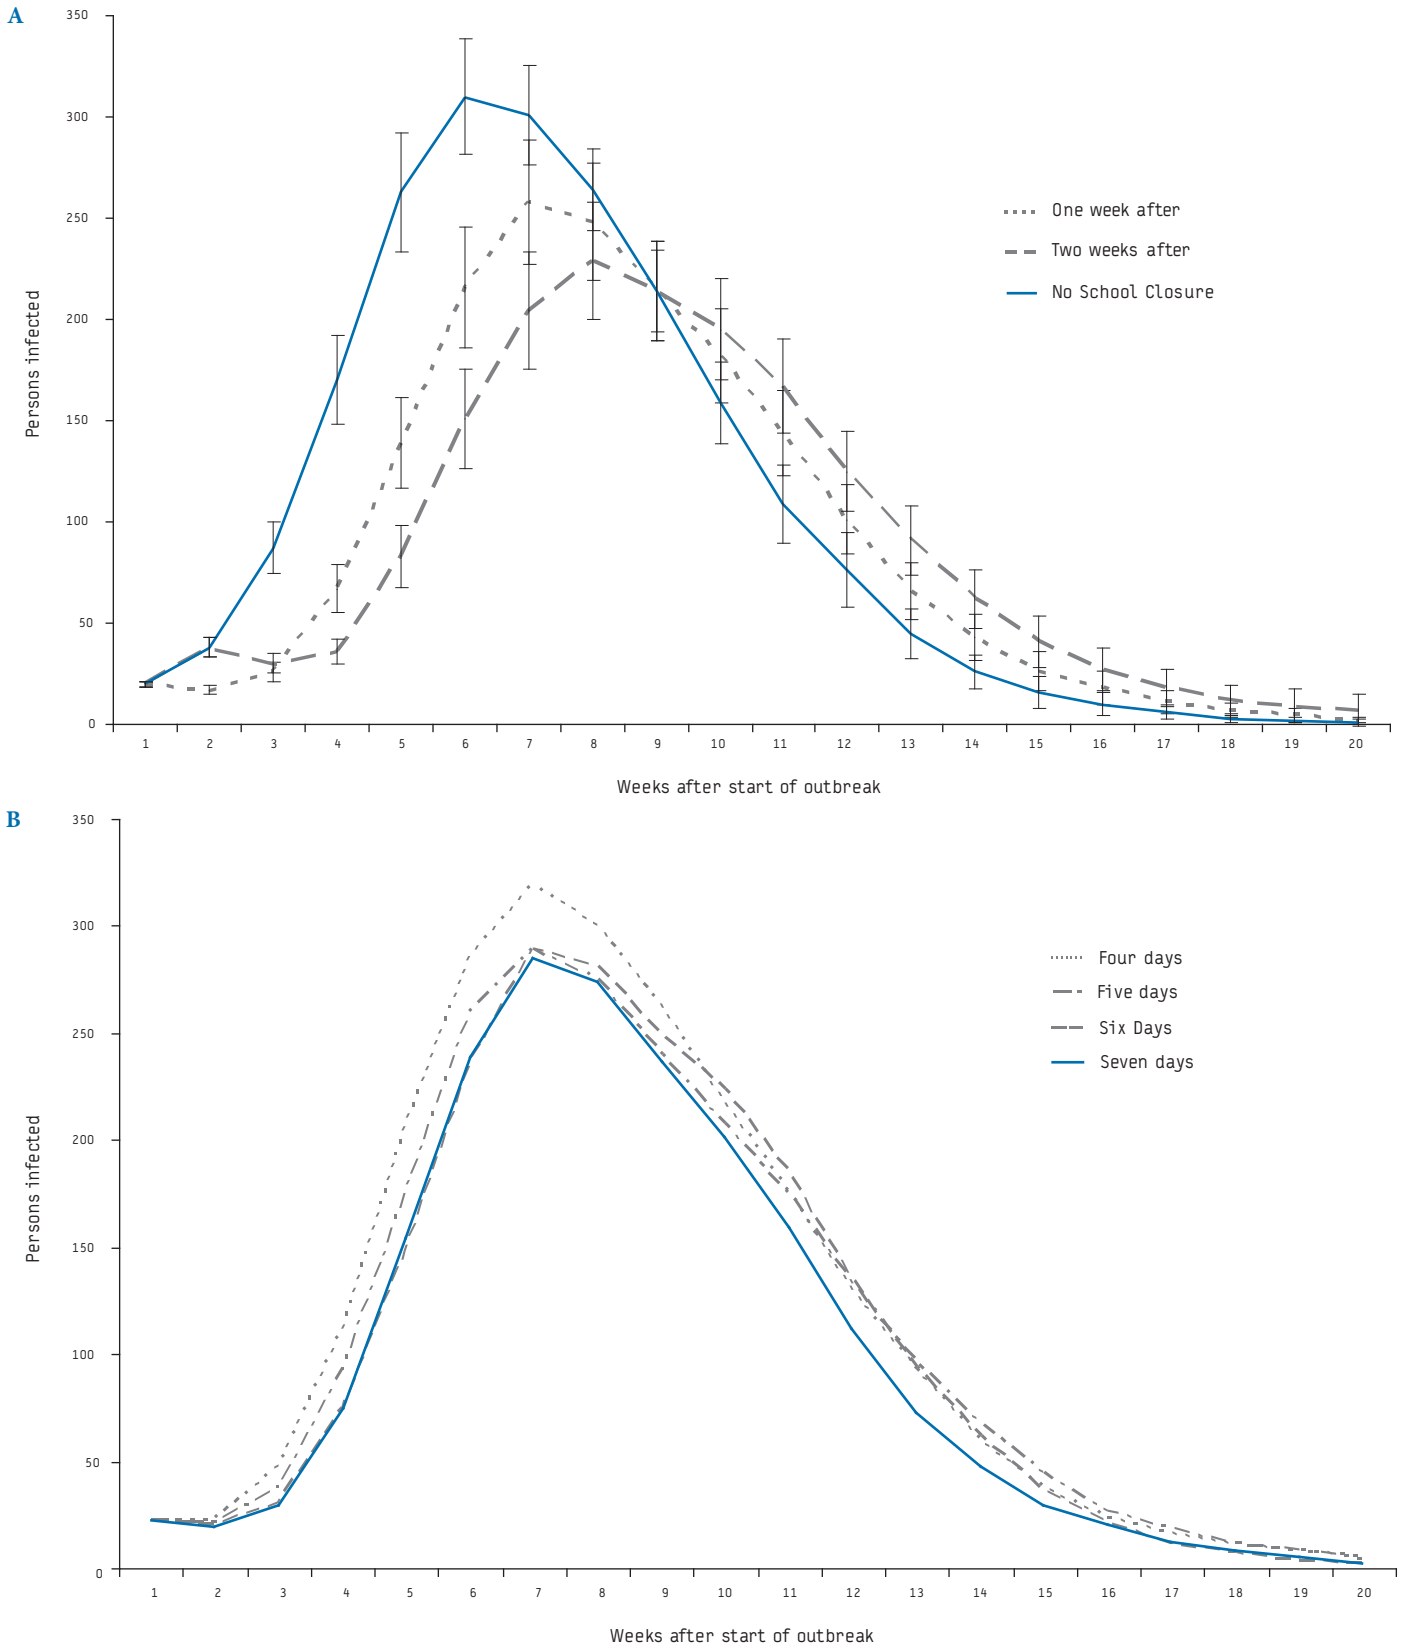 A
350
300
250
200
150
100
50
0
Persons infected
One week after
Two weeks after
No School Closure
1 2 3 4 5 6 7 8 9 10 11 12 13 14 15 16 17 18 19 20
Weeks after start of outbreak
B
350
300
250
200
150
100
50
0
Persons infected
Four days
Five days
Six Days
Seven days
1 2 3 4 5 6 7 8 9 10 11 12 13 14 15 16 17 18 19 20
Weeks after start of outbreak